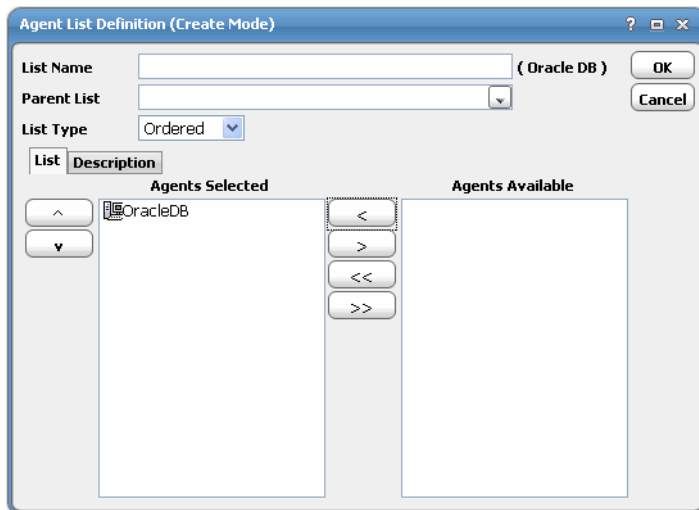 Agent List Definition (Create Mode) ?
List Name ( Oracle DB ) OK
Parent List Cancel
List Type Ordered
List Description
Agents Selected Agents Available
^ OracleDB <
v >
<<
>>